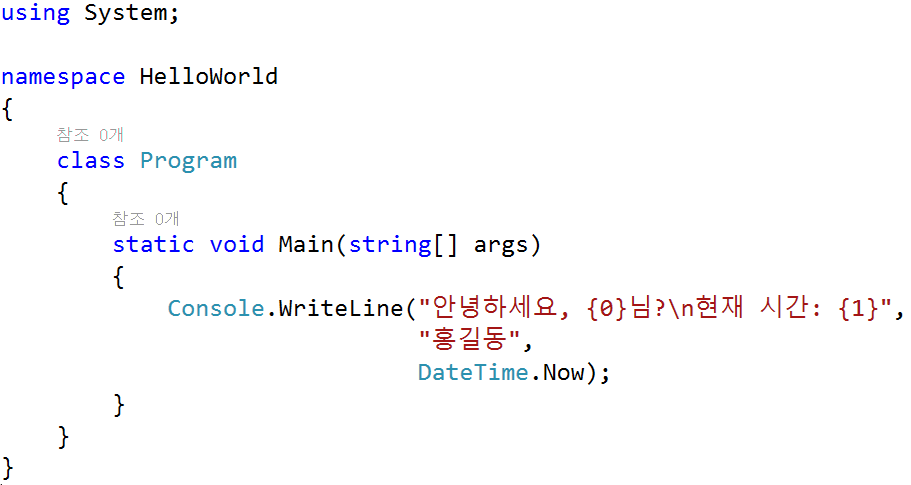 using System;
namespace HelloWorld
{
참조 0개
class Program
{
참조 0개
static void Main(string[] args)
{
Console.WriteLine("안녕하세요, {0}님?\n현재 시간: {1}",
"홍길동",
DateTime.Now);
}
}
}